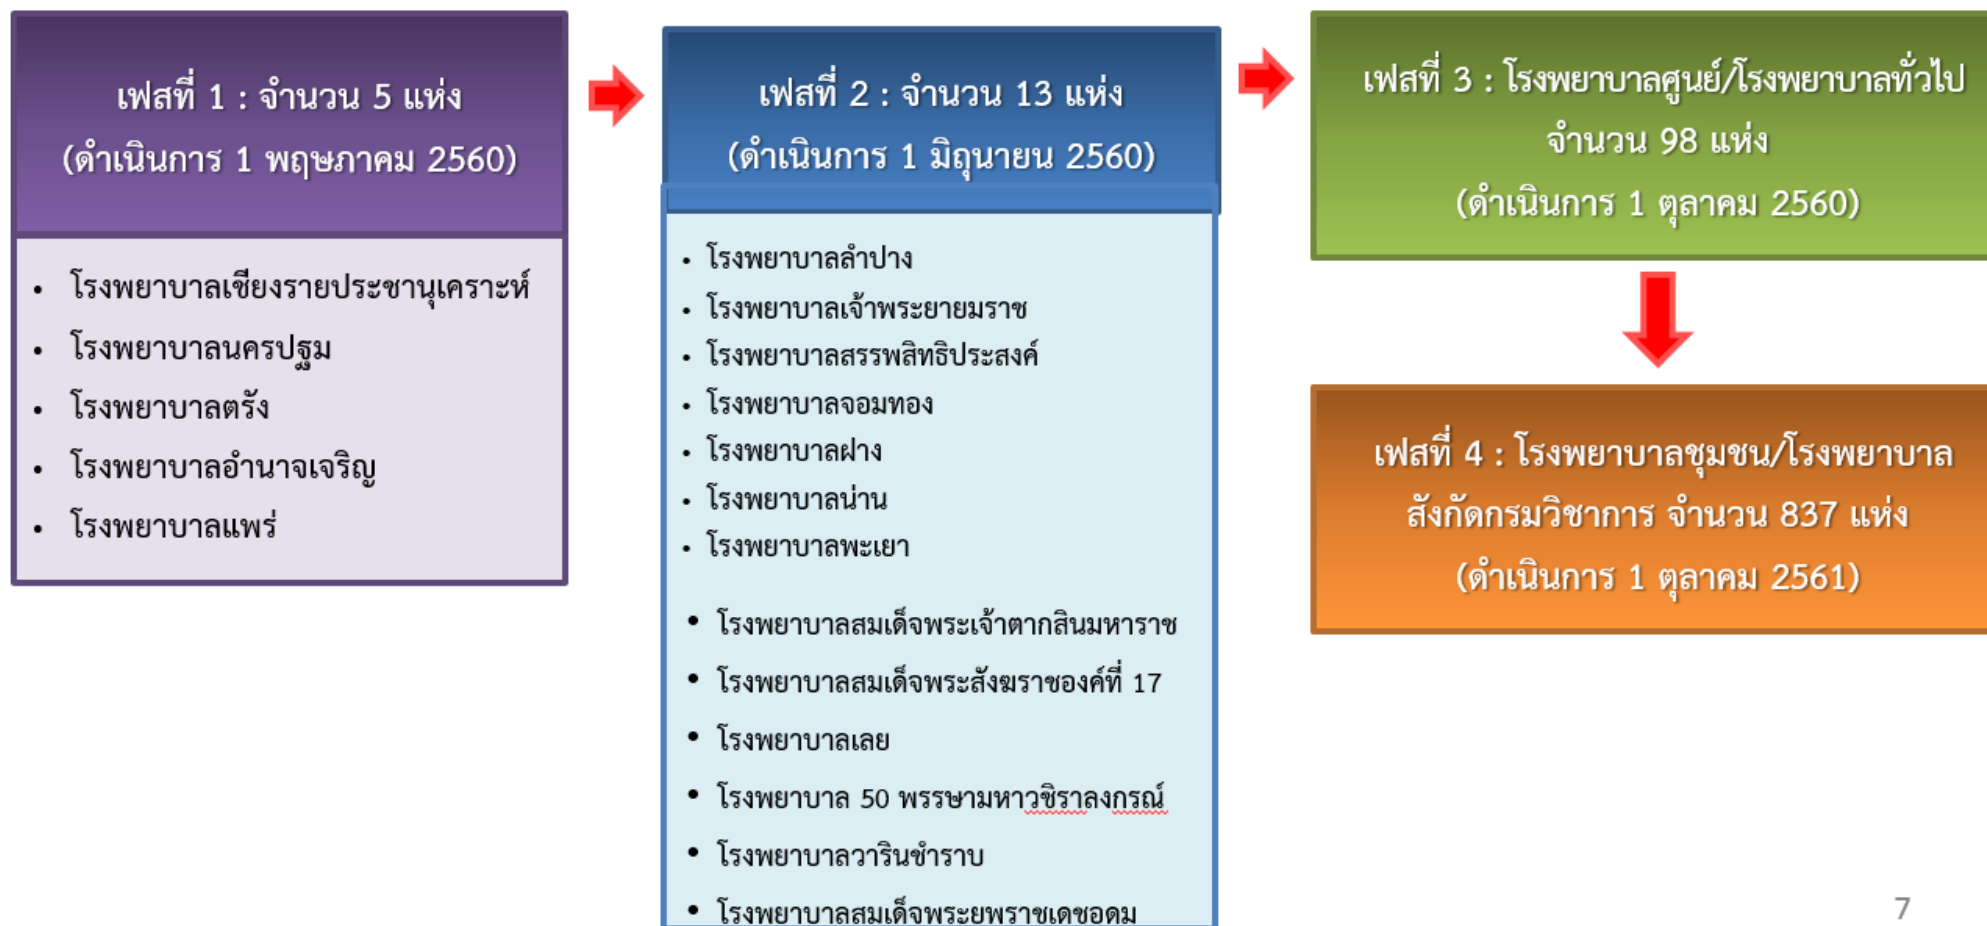 เฟสที่ 1 : จำนวน 5 แห่ง
(ดำเนินการ 1 พฤษภาคม 2560)
• โรงพยาบาลเชียงรายประชานุเคราะห์
• โรงพยาบาลนครปฐม
• โรงพยาบาลตรัง
• โรงพยาบาลอำนาจเจริญ
• โรงพยาบาลแพร่
เฟสที่ 2 : จำนวน 13 แห่ง
(ดำเนินการ 1 มิถุนายน 2560)
• โรงพยาบาลลำปาง
• โรงพยาบาลเจ้าพระยายมราช
• โรงพยาบาลสรรพสิทธิประสงค์
• โรงพยาบาลจอมทอง
• โรงพยาบาลฝาง
• โรงพยาบาลน่าน
• โรงพยาบาลพะเยา
• โรงพยาบาลสมเด็จพระเจ้าตากสินมหาราช
• โรงพยาบาลสมเด็จพระสังฆราชองค์ที่ 17
• โรงพยาบาลเลย
• โรงพยาบาล 50 พรรษามหาวชิราลงกรณ์
• โรงพยาบาลวารินชำราบ
• โรงพยาบาลสมเด็จพระยพราชเดชอดม
เฟสที่ 3 : โรงพยาบาลศูนย์/โรงพยาบาลทั่วไป
จำนวน 98 แห่ง
(ดำเนินการ 1 ตุลาคม 2560)
เฟสที่ 4 : โรงพยาบาลชุมชน/โรงพยาบาล
สังกัดกรมวิชาการ จำนวน 837 แห่ง
(ดำเนินการ 1 ตุลาคม 2561)
7